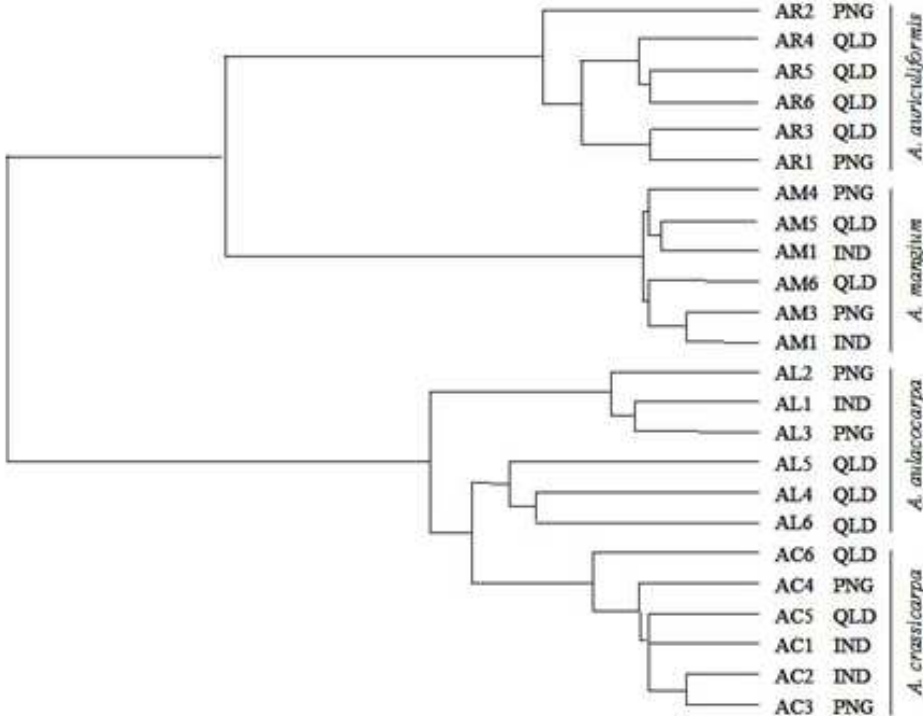 AR2 PNG
AR4 QLD
AR5 QLD
AR6 QLD
AR3 QLD
AR1 PNG
A. auriculiformis
AM4 PNG
AM5 QLD
AM1 IND
AM6 QLD
AM3 PNG
AM1 IND
A. mangium
AL2 PNG
AL1 IND
AL3 PNG
AL5 QLD
AL4 QLD
AL6 QLD
A. aulacocarpa
AC6 QLD
AC4 PNG
AC5 QLD
AC1 IND
AC2 IND
AC3 PNG
A. crassicarpa